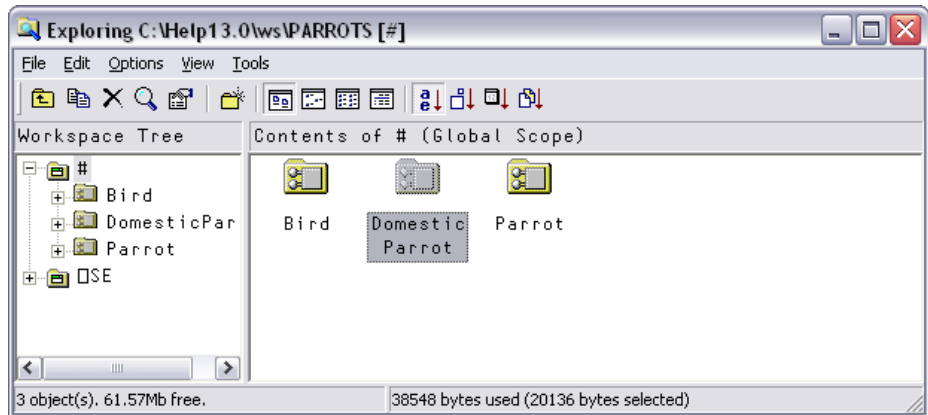 Exploring C:\Help13.0\ws\PARROTS [#]
File Edit Options View Tools
Workspace Tree
Contents of # (Global Scope)
#
Bird
DomesticPar
Parrot
⎕SE
Bird
Domestic
Parrot
Parrot
3 object(s). 61.57Mb free.
38548 bytes used (20136 bytes selected)